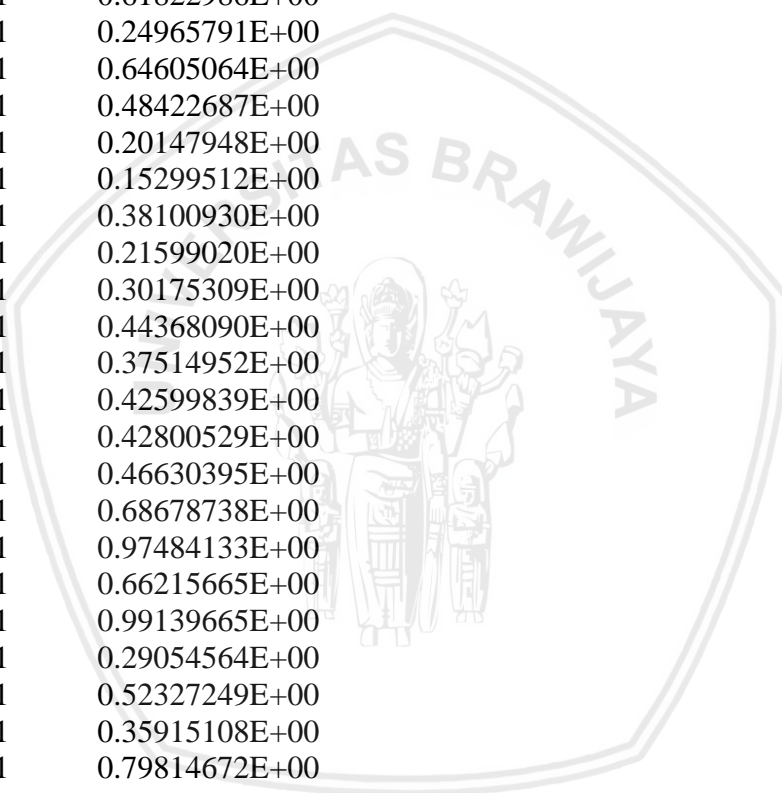 1 0.24965791E+00
1 0.64605064E+00
1 0.48422687E+00
1 0.20147948E+00
1 0.15299512E+00
1 0.38100930E+00
1 0.21599020E+00
1 0.30175309E+00
1 0.44368090E+00
1 0.37514952E+00
1 0.42599839E+00
1 0.42800529E+00
1 0.46630395E+00
1 0.68678738E+00
1 0.97484133E+00
1 0.66215665E+00
1 0.99139665E+00
1 0.29054564E+00
1 0.52327249E+00
1 0.35915108E+00
1 0.79814672E+00
UNIVERSITAS BRAWIJAYA